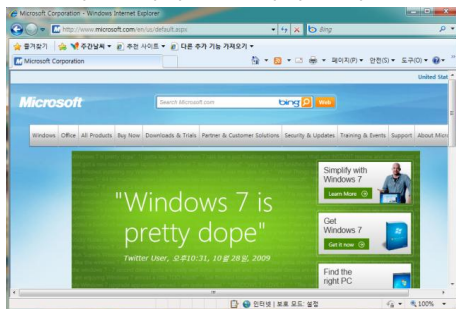 Microsoft Corporation - Windows Internet Explorer
http://www.microsoft.com/en/us/default.aspx
Bing
즐겨찾기 주간날씨 추천 사이트 다른 추가 기능 가져오기
Microsoft Corporation
페이지(P) 안전(S) 도구(O)
United Stat
Microsoft
Search Microsoft.com
bing
Web
Windows Office All Products Buy Now Downloads & Trials Partner & Customer Solutions Security & Updates Training & Events Support About Micro
"Windows 7 is
pretty dope"
Twitter User, 오후10:31, 10월 28일, 2009
Simplify with
Windows 7
Learn More
Get
Windows 7
Get it now
Find the
right PC
인터넷 | 보호 모드: 설정
100%